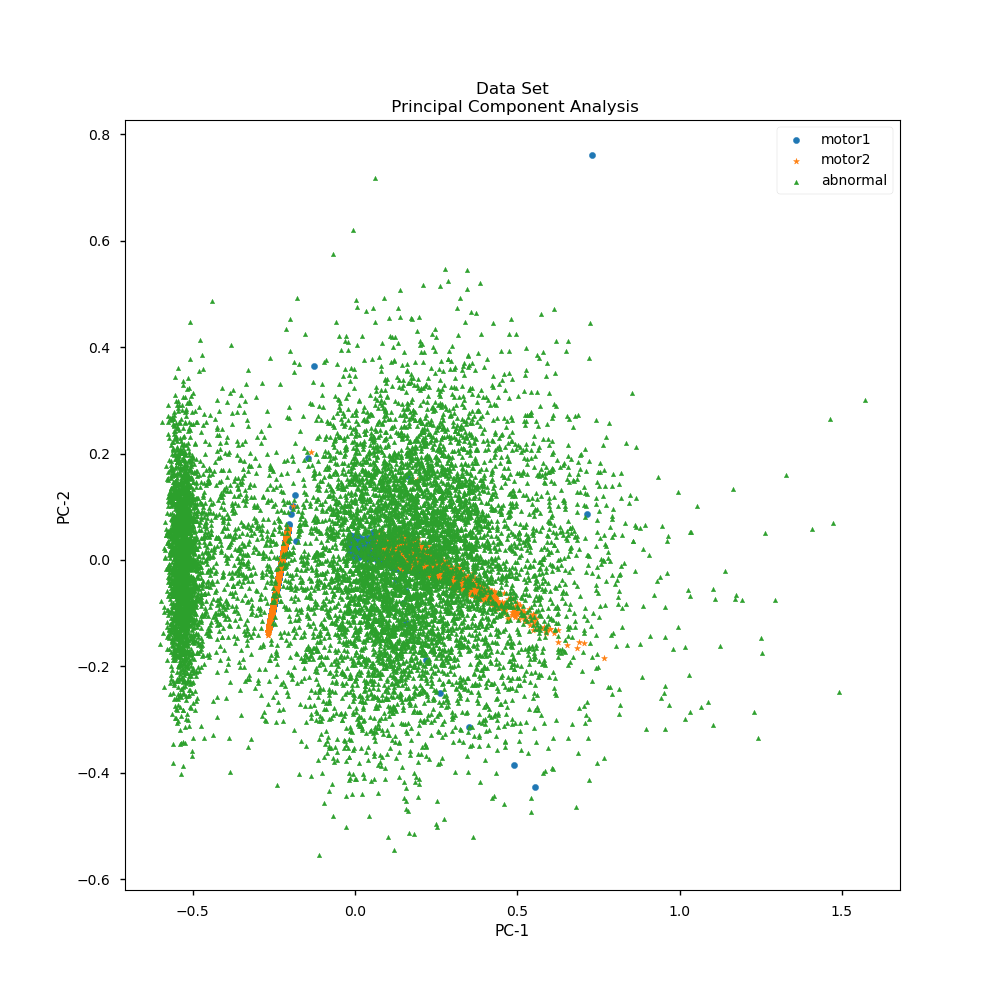 Data Set
Principal Component Analysis
motor1
motor2
abnormal
0.8
0.6
0.4
0.2
0.0
−0.2
−0.4
−0.6
PC-2
−0.5
0.0
0.5
1.0
1.5
PC-1